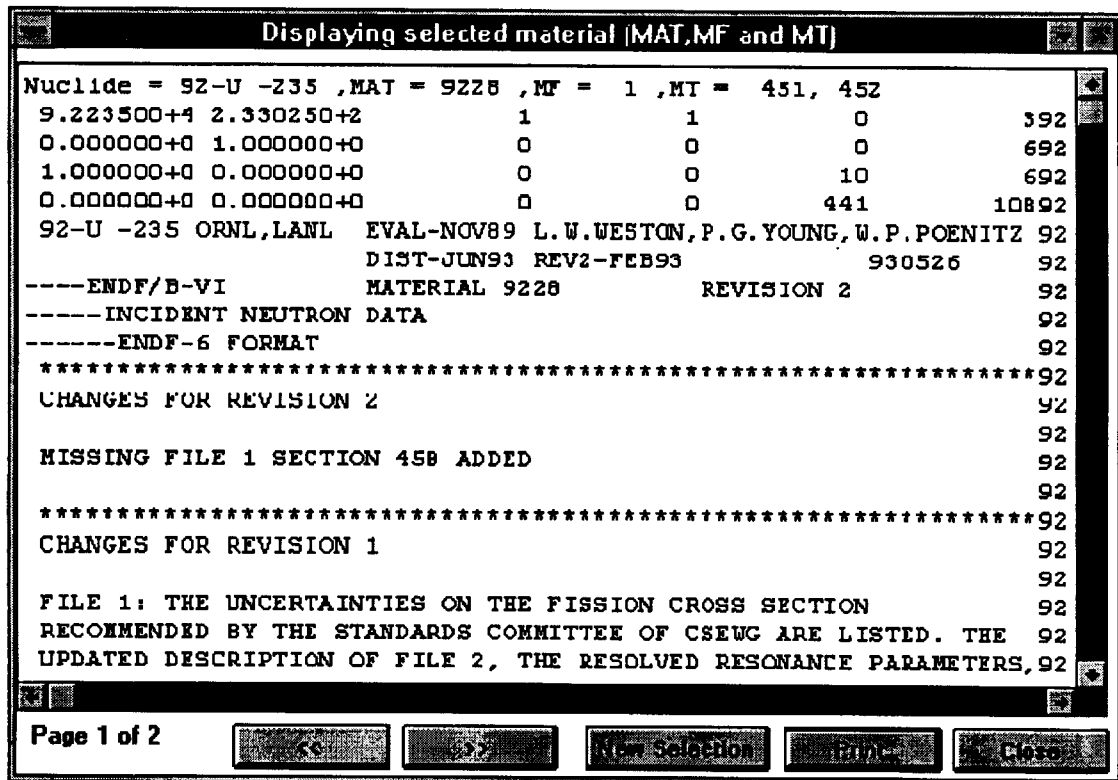 Displaying selected material (MAT,MF and MT)
Nuclide = 92-U -235 ,MAT = 9228 ,MF = 1 ,MT = 451, 452
9.223500+4 2.330250+2 1 1 0 392
0.000000+0 1.000000+0 0 0 0 692
1.000000+0 0.000000+0 0 0 10 692
0.000000+0 0.000000+0 0 0 441 10892
92-U -235 ORNL,LANL EVAL-NOV89 L.W.WESTON,P.G.YOUNG,W.P.POENITZ 92
DIST-JUN93 REV2-FEB93 930526 92
----ENDF/B-VI MATERIAL 9228 REVISION 2 92
-----INCIDENT NEUTRON DATA 92
------ENDF-6 FORMAT 92
****************************************************************92
CHANGES FOR REVISION 2 92
92
MISSING FILE 1 SECTION 458 ADDED 92
92
****************************************************************92
CHANGES FOR REVISION 1 92
92
FILE 1: THE UNCERTAINTIES ON THE FISSION CROSS SECTION 92
RECOMMENDED BY THE STANDARDS COMMITTEE OF CSEWG ARE LISTED. THE 92
UPDATED DESCRIPTION OF FILE 2, THE RESOLVED RESONANCE PARAMETERS, 92
Page 1 of 2 << >> New Selection Print Close